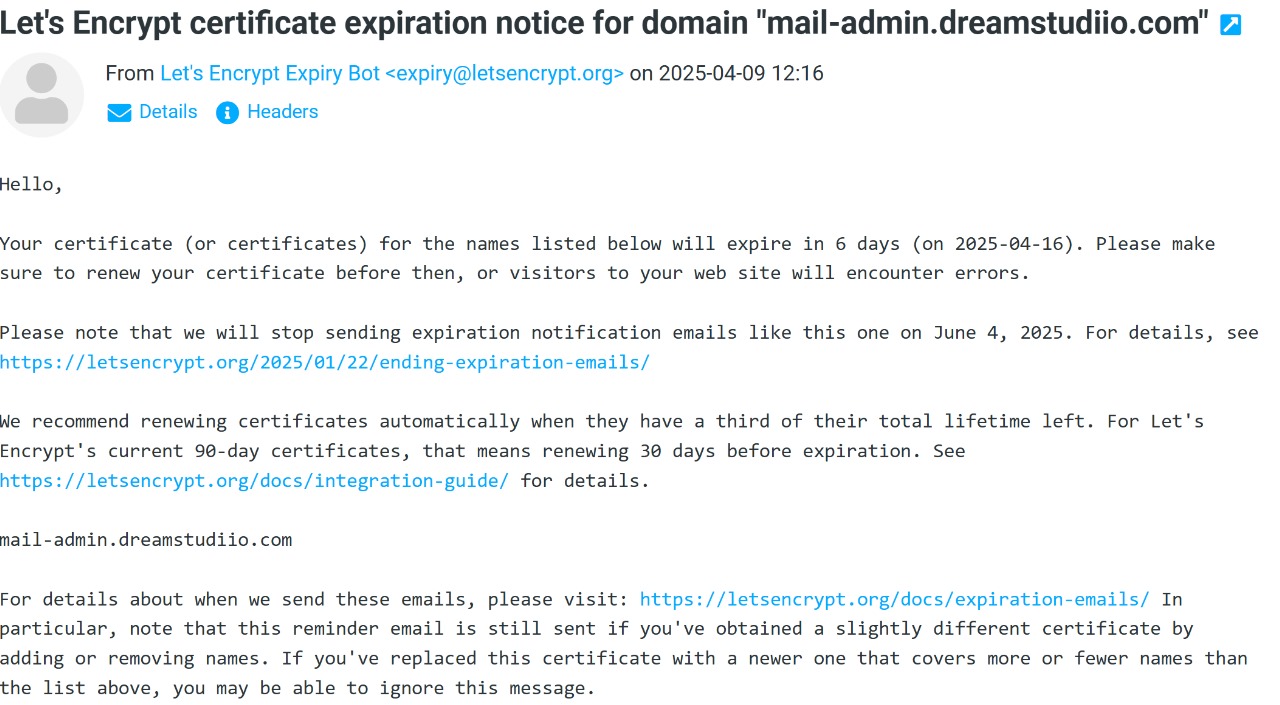 Let's Encrypt certificate expiration notice for domain "mail-admin.dreamstudiio.com"
From Let's Encrypt Expiry Bot <expiry@letsencrypt.org> on 2025-04-09 12:16
Details Headers
Hello,
Your certificate (or certificates) for the names listed below will expire in 6 days (on 2025-04-16). Please make
sure to renew your certificate before then, or visitors to your web site will encounter errors.
Please note that we will stop sending expiration notification emails like this one on June 4, 2025. For details, see
https://letsencrypt.org/2025/01/22/ending-expiration-emails/
We recommend renewing certificates automatically when they have a third of their total lifetime left. For Let's
Encrypt's current 90-day certificates, that means renewing 30 days before expiration. See
https://letsencrypt.org/docs/integration-guide/ for details.
mail-admin.dreamstudiio.com
For details about when we send these emails, please visit: https://letsencrypt.org/docs/expiration-emails/ In
particular, note that this reminder email is still sent if you've obtained a slightly different certificate by
adding or removing names. If you've replaced this certificate with a newer one that covers more or fewer names than
the list above, you may be able to ignore this message.